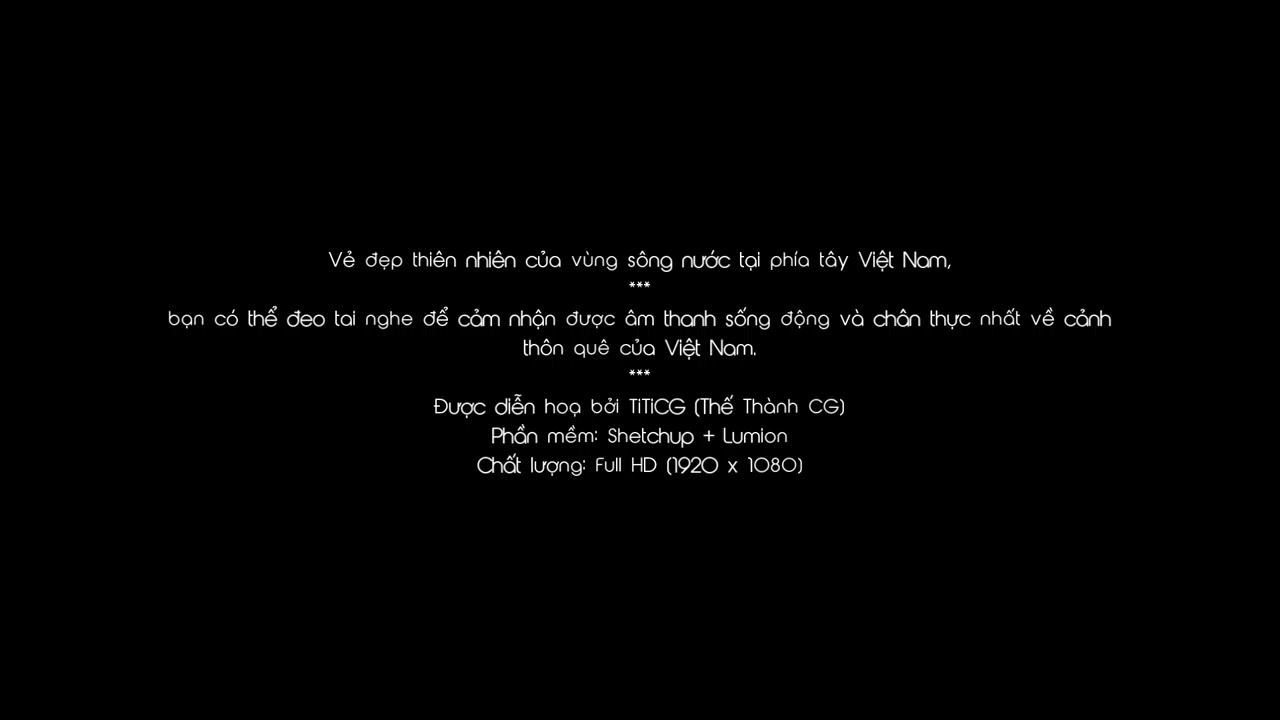 Vẻ đẹp thiên nhiên của vùng sông nước tại phía tây Việt Nam,
***
bạn có thể đeo tai nghe để cảm nhận được âm thanh sống động và chân thực nhất về cảnh
thôn quê của Việt Nam.
***
Được diễn hoạ bởi TiTiCG (Thế Thành CG)
Phần mềm: Shetchup + Lumion
Chất lượng: Full HD (1920 x 1080)